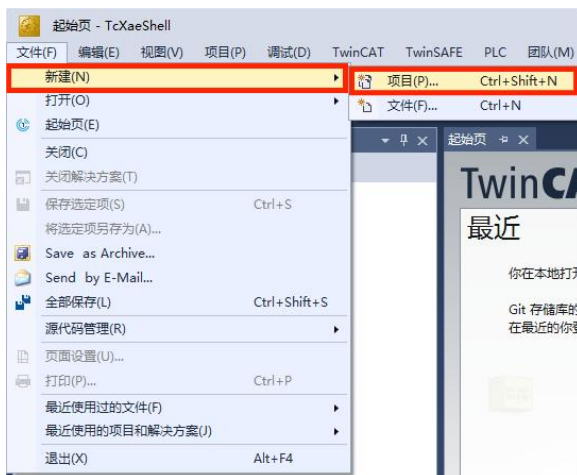 起始页 - TcXaeShell
文件(F) 编辑(E) 视图(V) 项目(P) 调试(D) TwinCAT TwinSAFE PLC 团队(M)
新建(N)
项目(P)... Ctrl+Shift+N
打开(O)
文件(F)... Ctrl+N
起始页(E)
关闭(C)
起始页
关闭解决方案(T)
TwinCA
保存选定项(S) Ctrl+S
将选定项另存为(A)...
最近
Save as Archive...
Send by E-Mail...
你在本地打开
全部保存(L) Ctrl+Shift+S
Git 存储库的
源代码管理(R)
在最近的你
页面设置(U)...
打印(P)... Ctrl+P
最近使用过的文件(F)
最近使用的项目和解决方案(J)
退出(X) Alt+F4